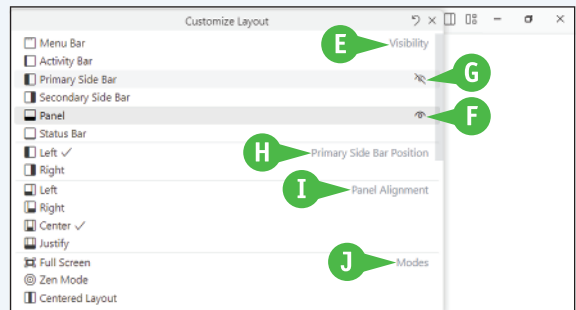 Customize Layout
Menu Bar E Visibility
Activity Bar
Primary Side Bar G
Secondary Side Bar
Panel F
Status Bar
Left ✓ H Primary Side Bar Position
Right
Left I Panel Alignment
Right
Center ✓
Justify
Full Screen J Modes
Zen Mode
Centered Layout